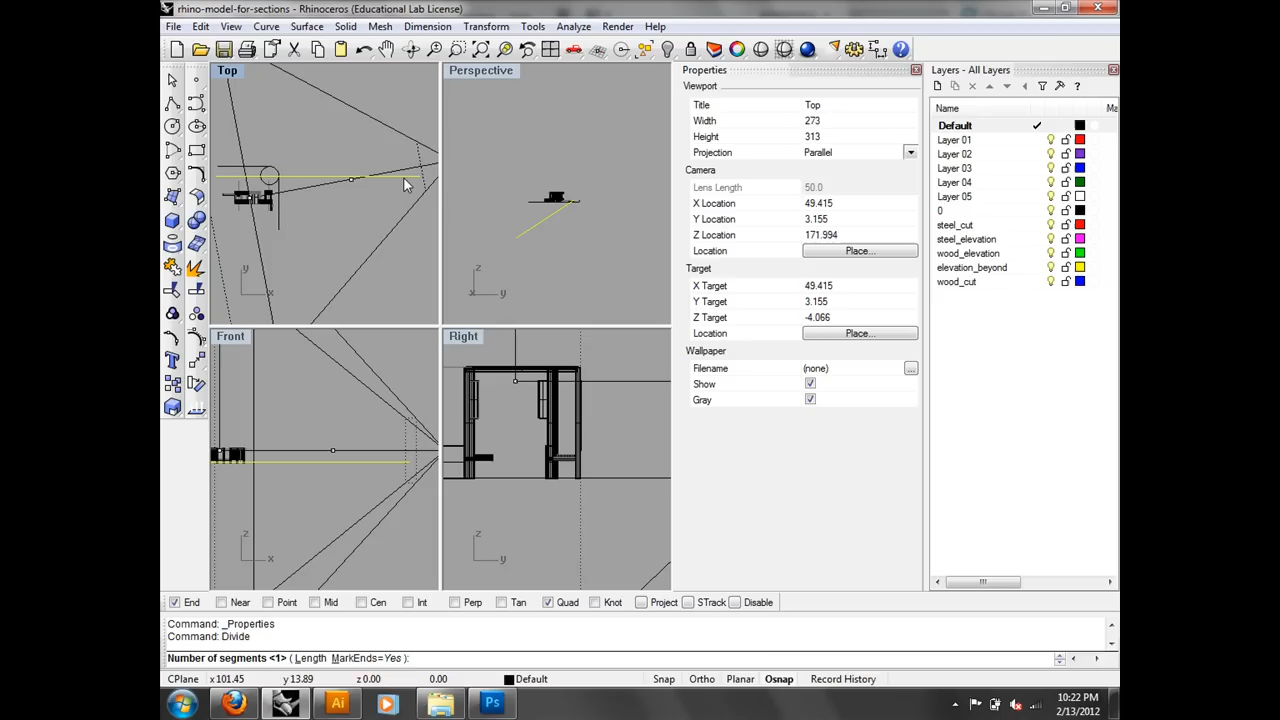 rhino-model-for-sections - Rhinoceros (Educational Lab License)
File Edit View Curve Surface Solid Mesh Dimension Transform Tools Analyze Render Help
Top
Perspective
y
x
z
x
y
Front
Right
z
x
z
y
Properties
Viewport
Title Top
Width 273
Height 313
Projection Parallel
Camera
Lens Length 50.0
X Location 49.415
Y Location 3.155
Z Location 171.994
Location Place...
Target
X Target 49.415
Y Target 3.155
Z Target -4.066
Location Place...
Wallpaper
Filename (none) ...
Show
Gray
Layers - All Layers
Name Ma
Default
Layer 01
Layer 02
Layer 03
Layer 04
Layer 05
0
steel_cut
steel_elevation
wood_elevation
elevation_beyond
wood_cut
End Near Point Mid Cen Int Perp Tan Quad Knot Project STrack Disable
Command: _Properties
Command: Divide
Number of segments <1> ( Length MarkEnds=Yes ):
CPlane x 101.45 y 13.89 z 0.00 0.00 Default Snap Ortho Planar Osnap Record History
Ai
Ps
10:22 PM
2/13/2012